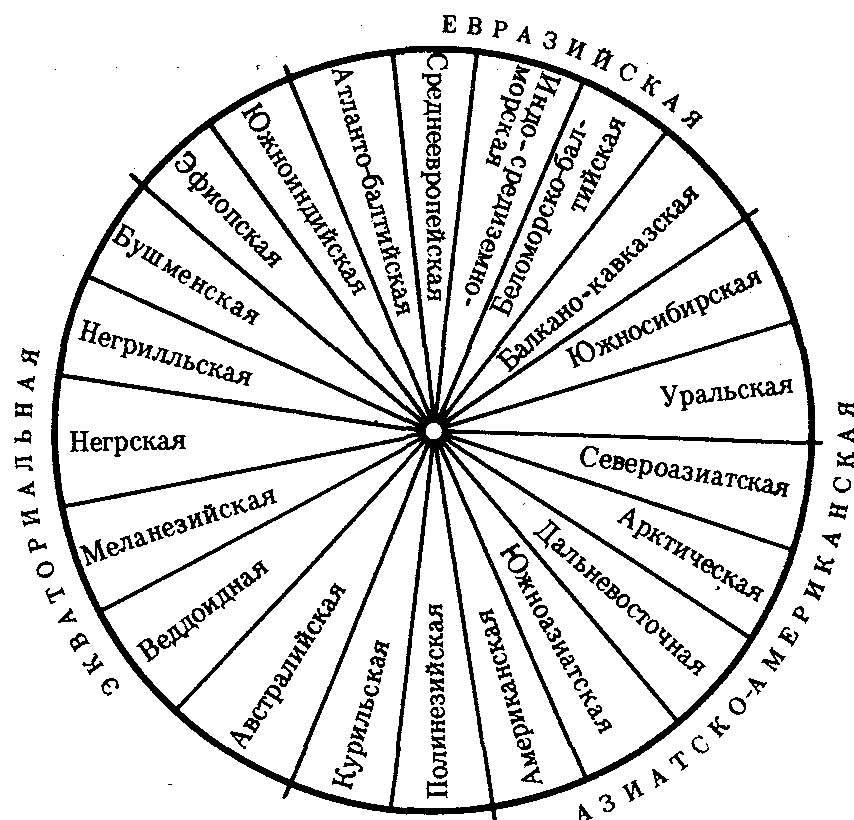 ЕВРАЗИЙСКАЯ
Атланто-балтийская
Среднеевропейская
Индо-средиземно-
морская
Беломорско-бал-
тийская
Балкано-кавказская
Южносибирская
Уральская
АЗИАТСКО-АМЕРИКАНСКАЯ
Североазиатская
Арктическая
Дальневосточная
Южноазиатская
Американская
Полинезийская
Курильская
ЭКВАТОРИАЛЬНАЯ
Австралийская
Веддоидная
Меланезийская
Негрская
Негрилльская
Бушменская
Эфиопская
Южноиндийская